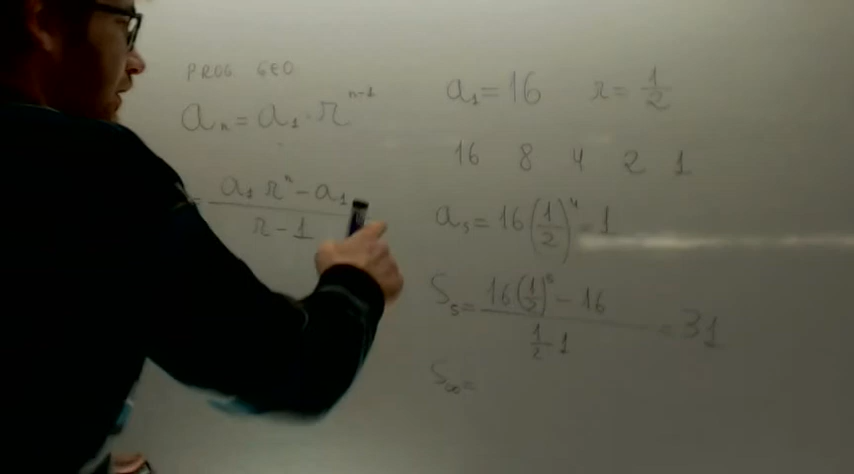 PROG GEO
aₙ = a₁ · r^(n-1)
= (a₁ rⁿ - a₁) / (r - 1)
a₁ = 16 r = 1/2
16 8 4 2 1
a₅ = 16 (1/2)⁴ = 1
S₅ = (16 (1/2)⁵ - 16) / (1/2 - 1) = 31
S∞ =